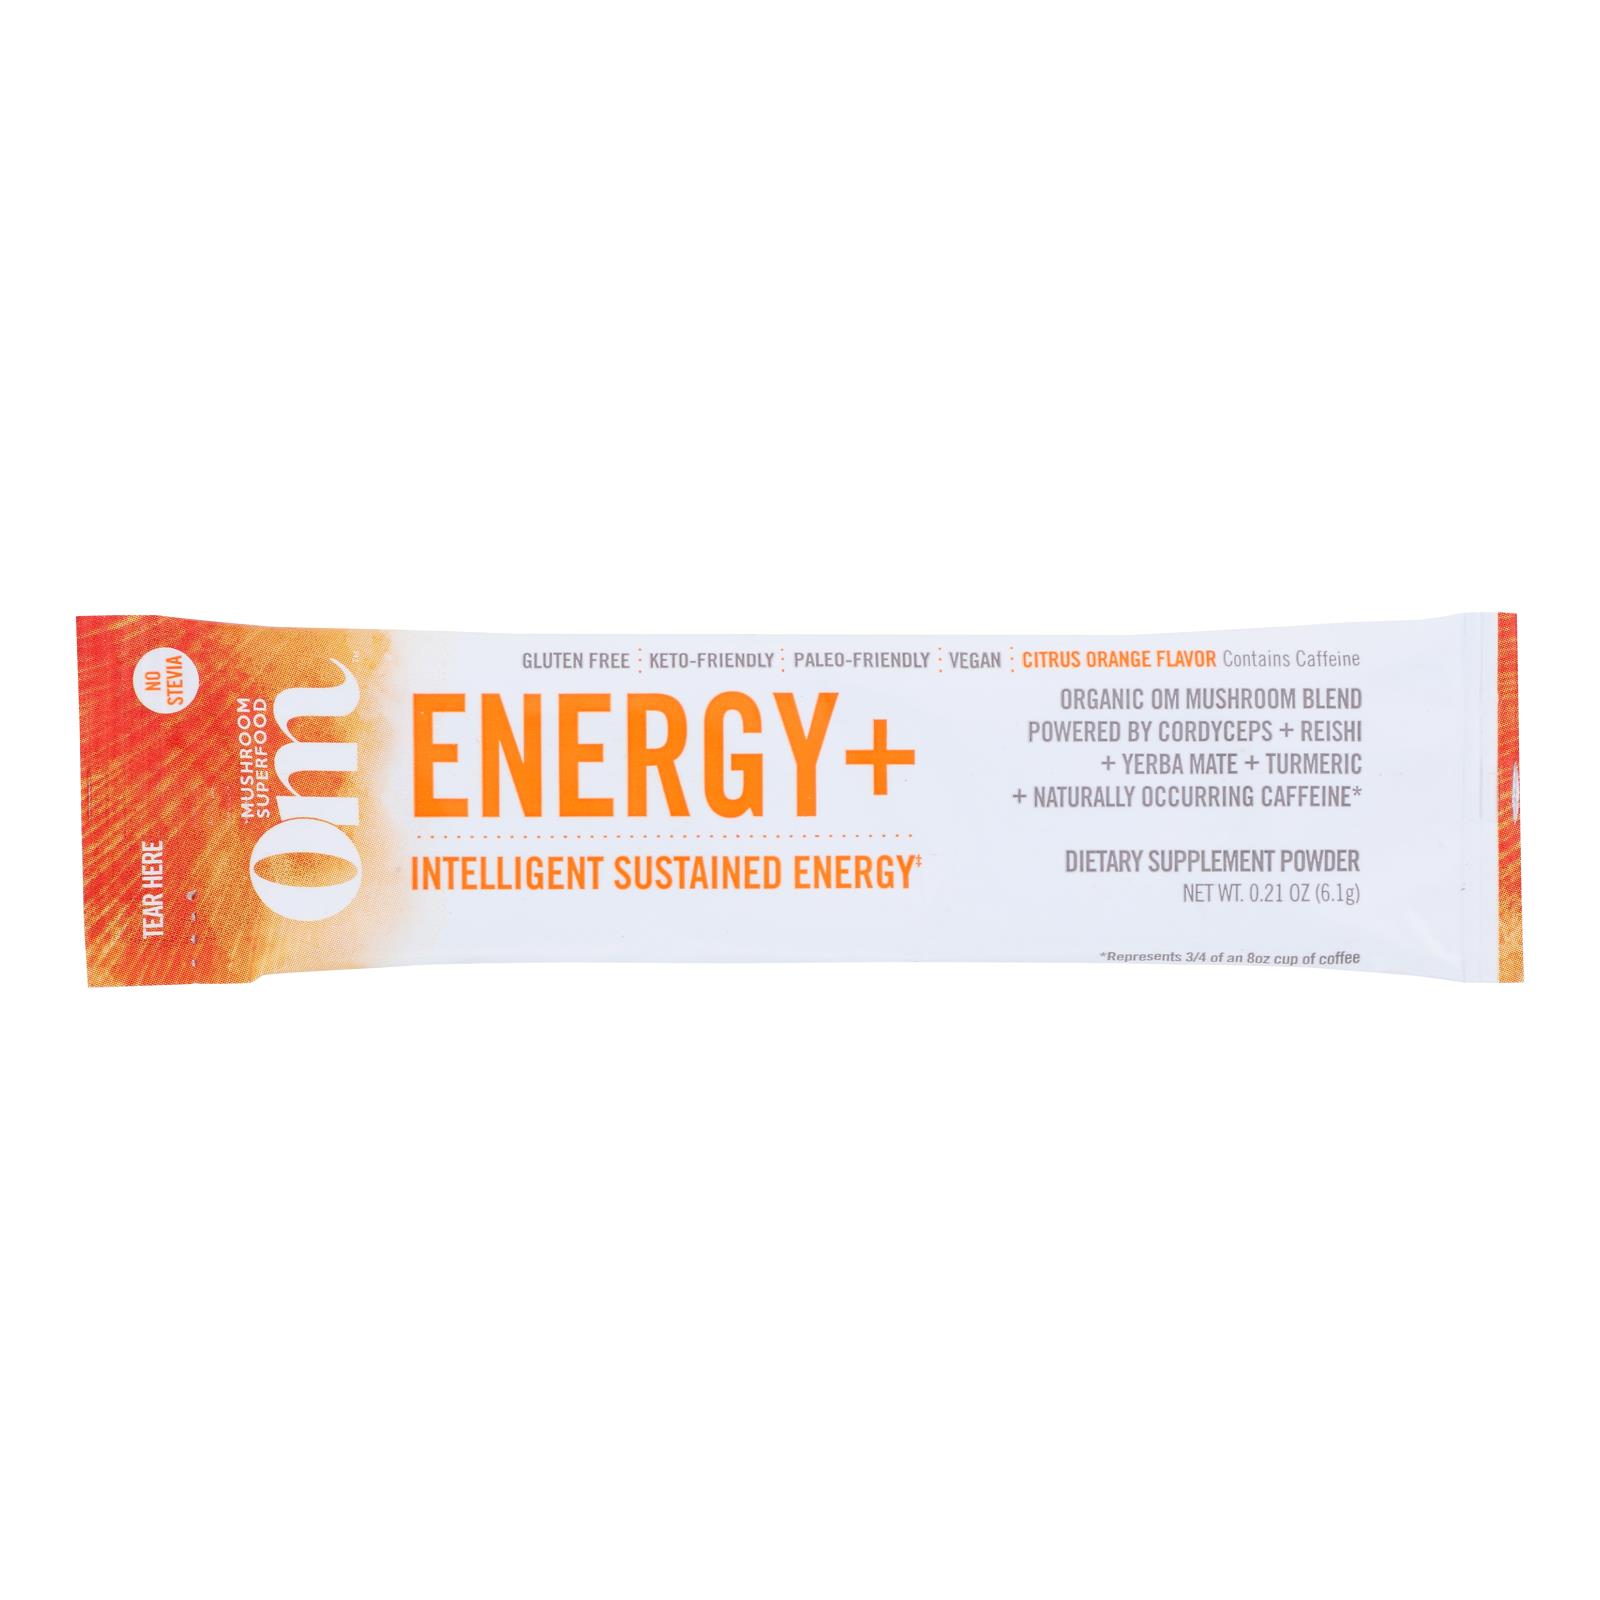 NO
STEVIA
TEAR HERE
MUSHROOM
SUPERFOOD
om™
GLUTEN FREE KETO-FRIENDLY PALEO-FRIENDLY VEGAN CITRUS ORANGE FLAVOR Contains Caffeine
ENERGY+
INTELLIGENT SUSTAINED ENERGY‡
ORGANIC OM MUSHROOM BLEND
POWERED BY CORDYCEPS + REISHI
+ YERBA MATE + TURMERIC
+ NATURALLY OCCURRING CAFFEINE*
DIETARY SUPPLEMENT POWDER
NET WT. 0.21 OZ (6.1g)
*Represents 3/4 of an 8oz cup of coffee